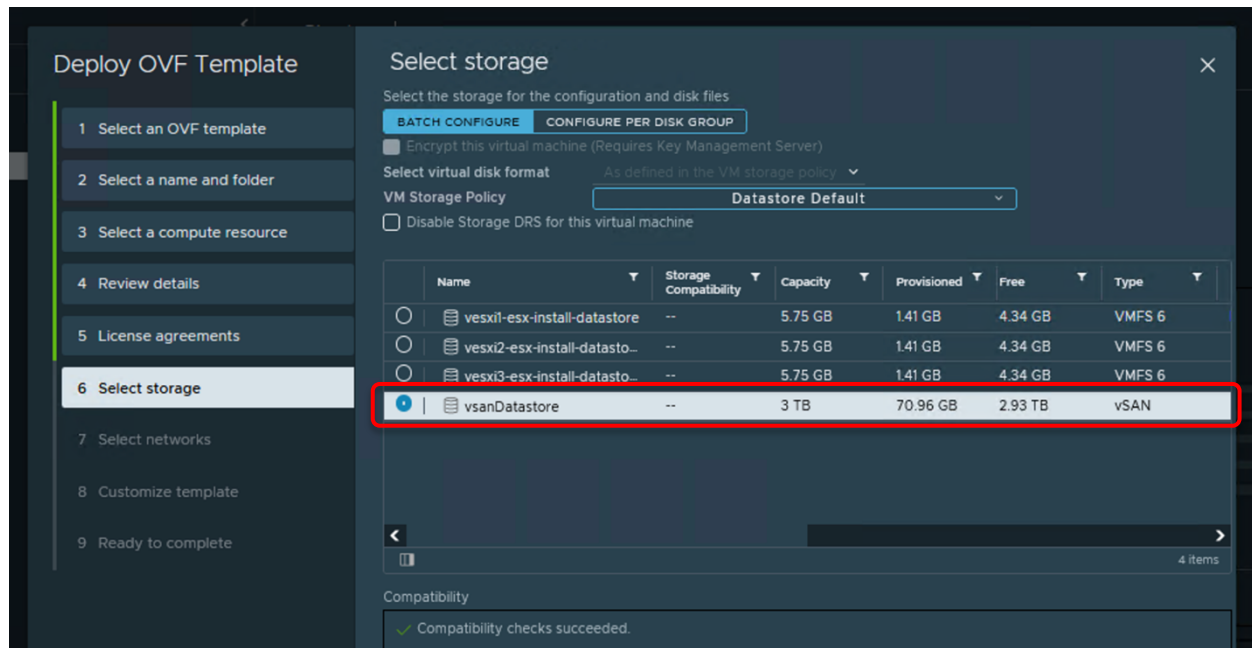 Deploy OVF Template
1 Select an OVF template
2 Select a name and folder
3 Select a compute resource
4 Review details
5 License agreements
6 Select storage
7 Select networks
8 Customize template
9 Ready to complete
Select storage
Select the storage for the configuration and disk files
BATCH CONFIGURE CONFIGURE PER DISK GROUP
Encrypt this virtual machine (Requires Key Management Server)
Select virtual disk format As defined in the VM storage policy
VM Storage Policy Datastore Default
Disable Storage DRS for this virtual machine
Name Storage Compatibility Capacity Provisioned Free Type
vesxi1-esx-install-datastore -- 5.75 GB 1.41 GB 4.34 GB VMFS 6
vesxi2-esx-install-datasto... -- 5.75 GB 1.41 GB 4.34 GB VMFS 6
vesxi3-esx-install-datasto... -- 5.75 GB 1.41 GB 4.34 GB VMFS 6
vsanDatastore -- 3 TB 70.96 GB 2.93 TB vSAN
4 items
Compatibility
Compatibility checks succeeded.